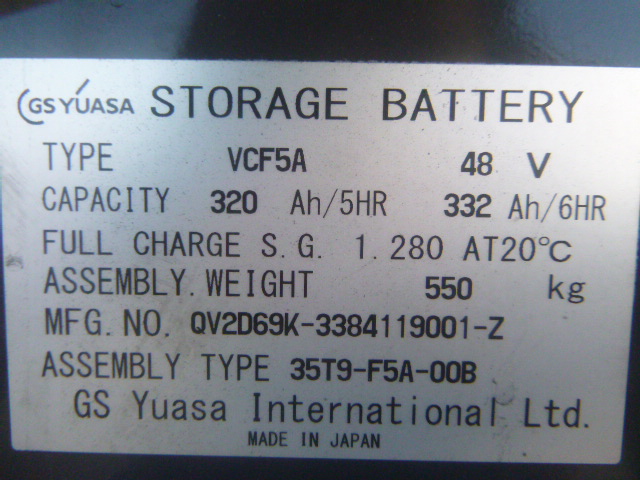 GS YUASA STORAGE BATTERY
TYPE VCF5A 48 V
CAPACITY 320 Ah/5HR 332 Ah/6HR
FULL CHARGE S.G. 1.280 AT20℃
ASSEMBLY.WEIGHT 550 kg
MFG.NO. QV2D69K-3384119001-Z
ASSEMBLY TYPE 35T9-F5A-00B
GS Yuasa International Ltd.
MADE IN JAPAN